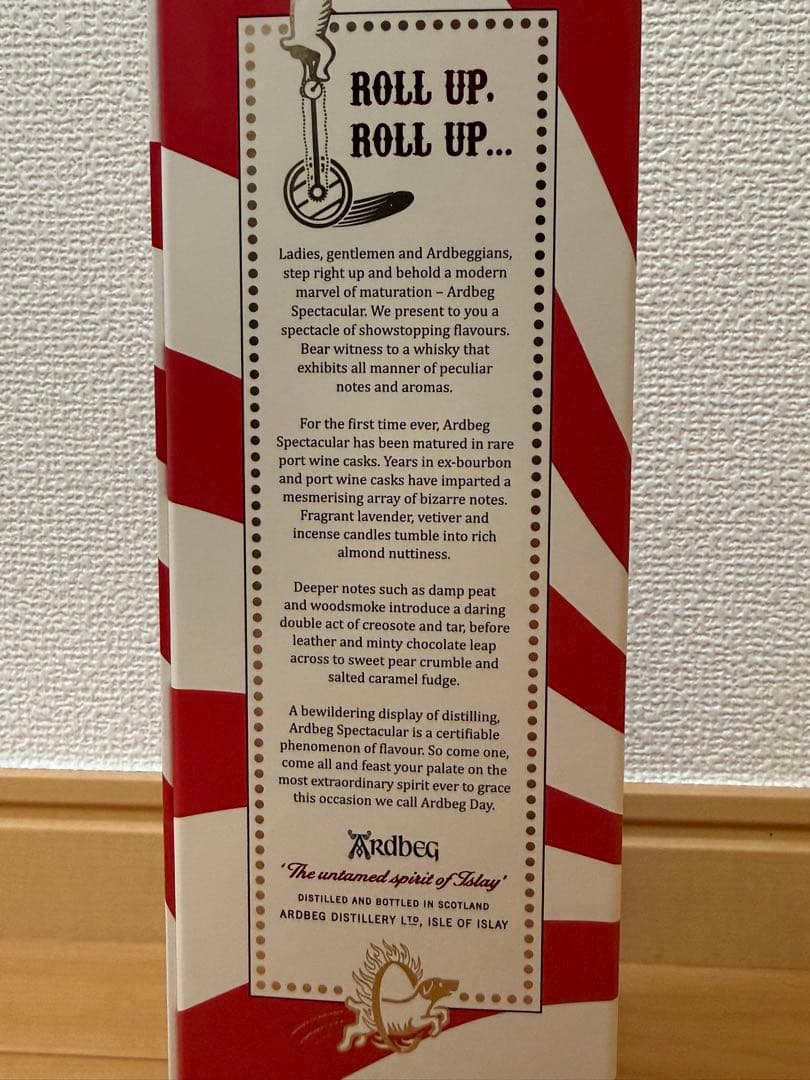 ROLL UP,
ROLL UP...
Ladies, gentlemen and Ardbeggians,
step right up and behold a modern
marvel of maturation – Ardbeg
Spectacular. We present to you a
spectacle of showstopping flavours.
Bear witness to a whisky that
exhibits all manner of peculiar
notes and aromas.
For the first time ever, Ardbeg
Spectacular has been matured in rare
port wine casks. Years in ex-bourbon
and port wine casks have imparted a
mesmerising array of bizarre notes.
Fragrant lavender, vetiver and
incense candles tumble into rich
almond nuttiness.
Deeper notes such as damp peat
and woodsmoke introduce a daring
double act of creosote and tar, before
leather and minty chocolate leap
across to sweet pear crumble and
salted caramel fudge.
A bewildering display of distilling,
Ardbeg Spectacular is a certifiable
phenomenon of flavour. So come one,
come all and feast your palate on the
most extraordinary spirit ever to grace
this occasion we call Ardbeg Day.
ARDBEG
'The untamed spirit of Islay'
DISTILLED AND BOTTLED IN SCOTLAND
ARDBEG DISTILLERY LTD, ISLE OF ISLAY